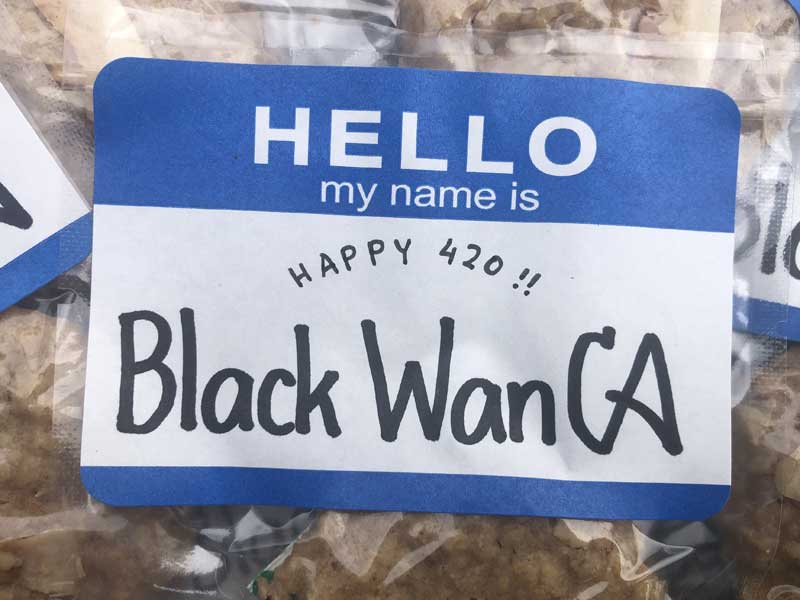 HELLO
my name is
HAPPY 420!!
Black WanCA